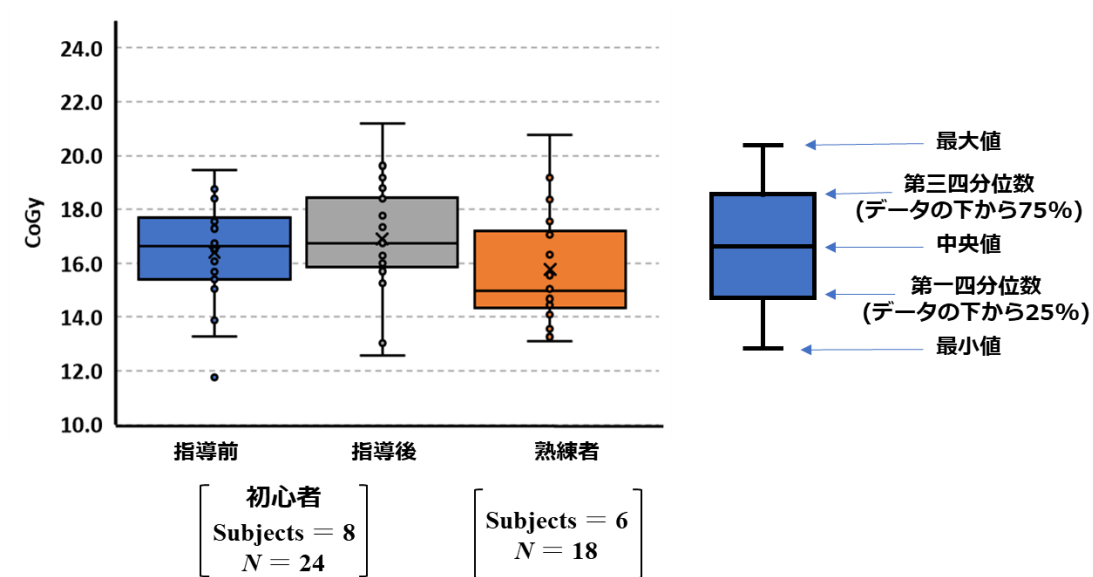 24.0
22.0
20.0
18.0
16.0
14.0
12.0
10.0
CoGy
指導前
指導後
熟練者
初心者
Subjects = 8
N = 24
Subjects = 6
N = 18
最大値
第三四分位数
(データの下から75%)
中央値
第一四分位数
(データの下から25%)
最小値